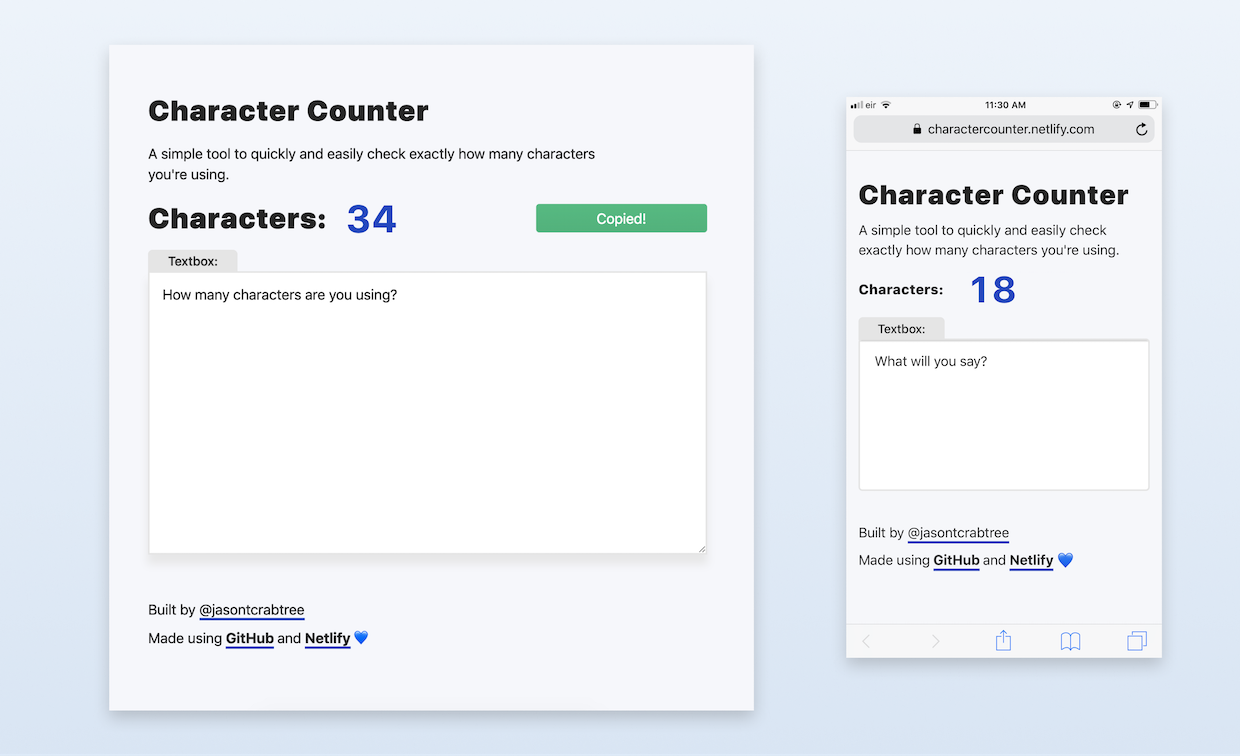 Character Counter
A simple tool to quickly and easily check exactly how many characters
you're using.
Characters: 34
Copied!
Textbox:
How many characters are you using?
Built by @jasontcrabtree
Made using GitHub and Netlify 💙
eir
11:30 AM
charactercounter.netlify.com
Character Counter
A simple tool to quickly and easily check
exactly how many characters you're using.
Characters: 18
Textbox:
What will you say?
Built by @jasontcrabtree
Made using GitHub and Netlify 💙